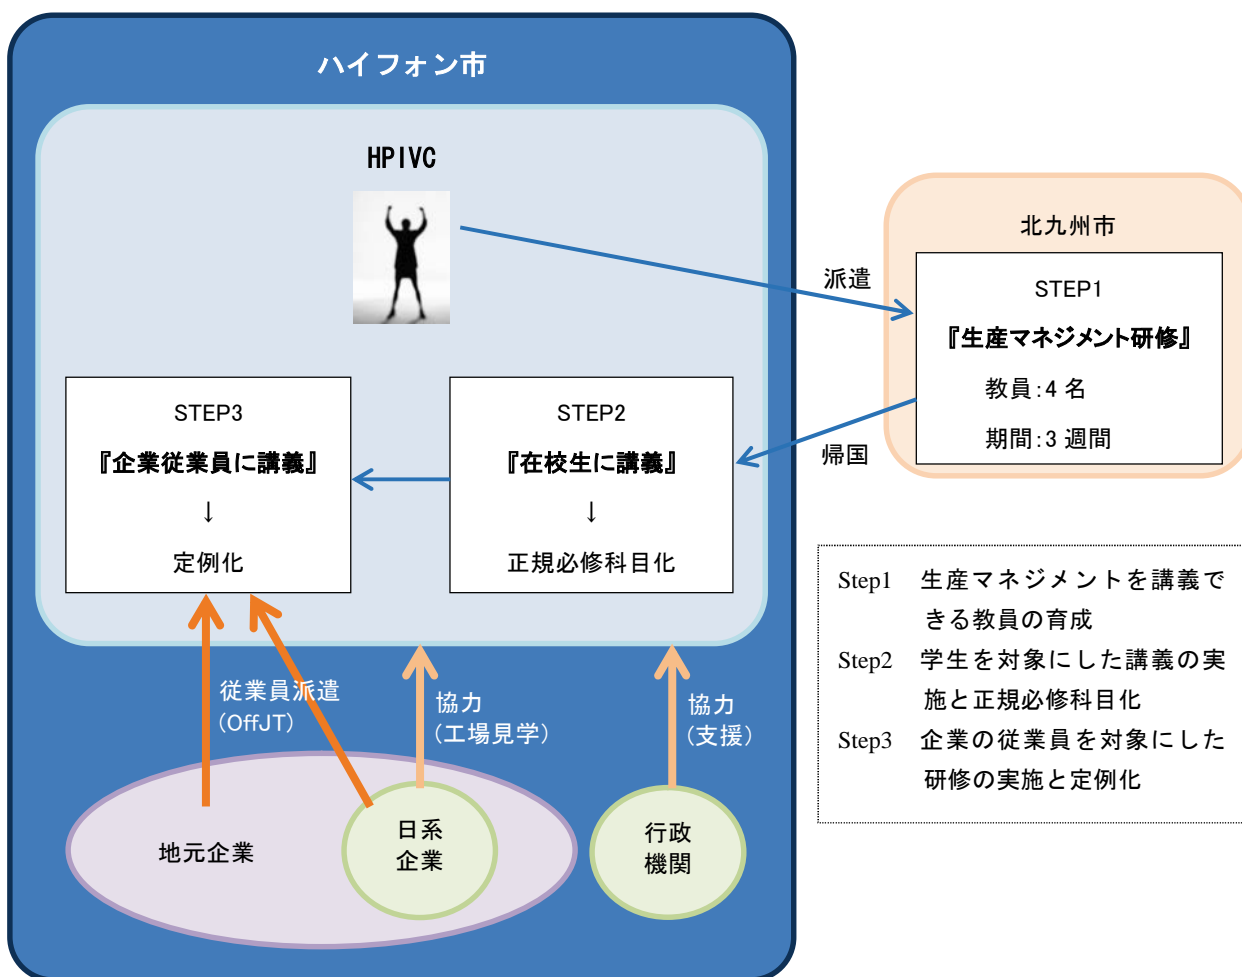 ハイフォン市
HPIVC
北九州市
派遣
STEP1
『生産マネジメント研修』
教員:4 名
期間:3 週間
帰国
STEP3
『企業従業員に講義』
↓
定例化
STEP2
『在校生に講義』
↓
正規必修科目化
従業員派遣
(OffJT)
協力
(工場見学)
協力
(支援)
地元企業
日系
企業
行政
機関
Step1 生産マネジメントを講義で
きる教員の育成
Step2 学生を対象にした講義の実
施と正規必修科目化
Step3 企業の従業員を対象にした
研修の実施と定例化